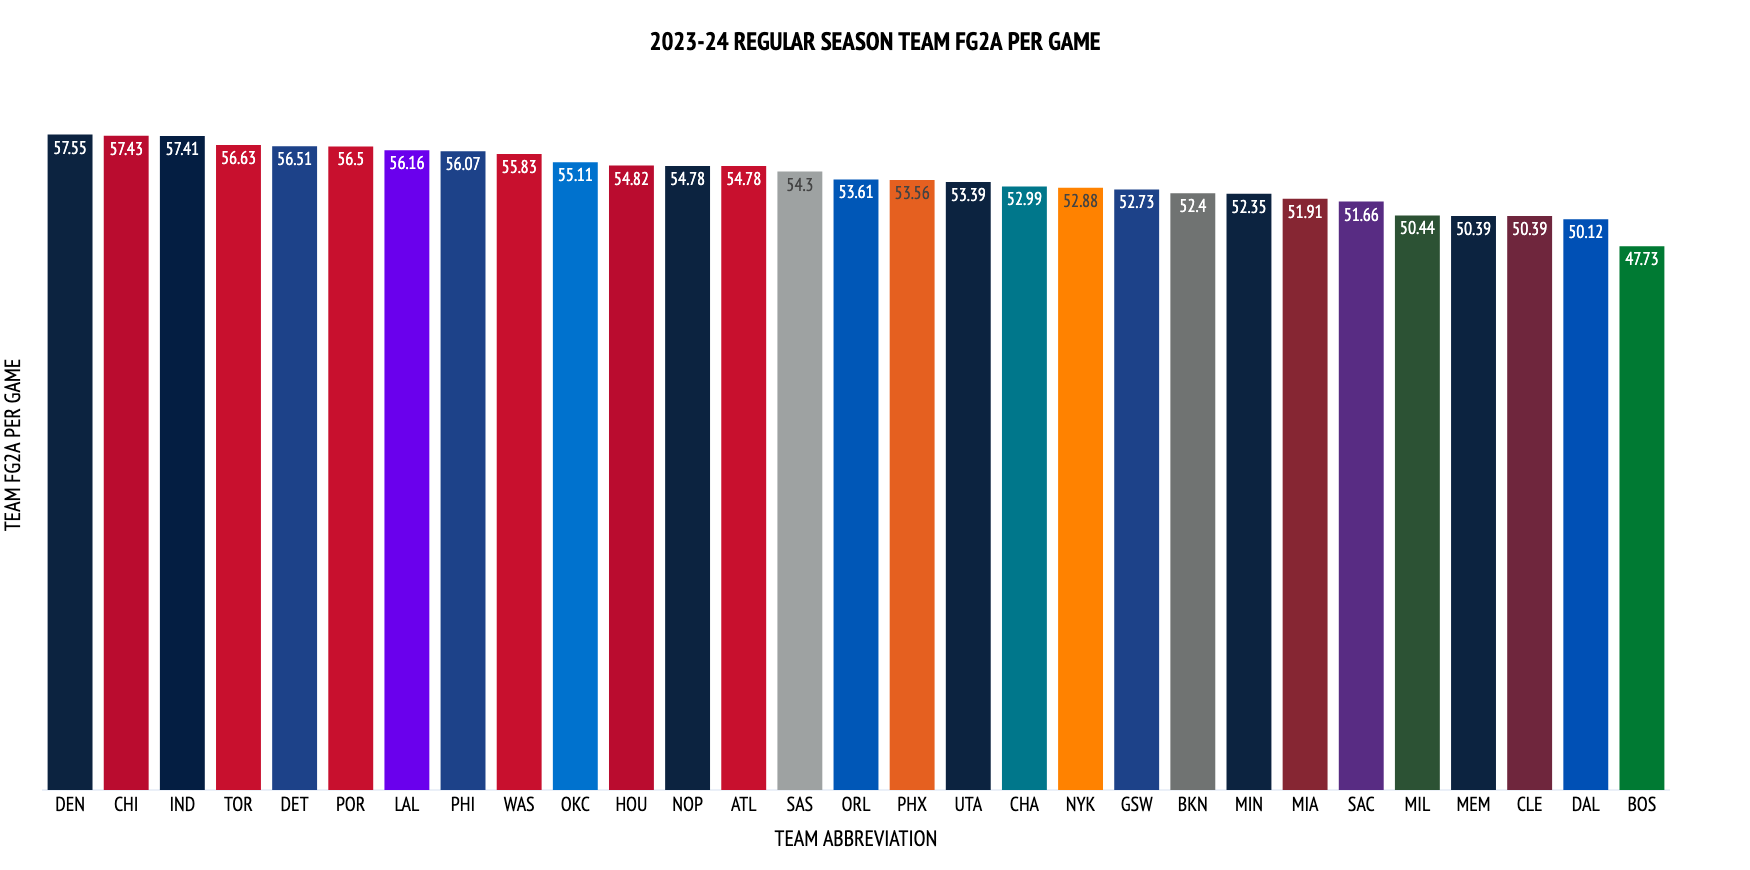 2023-24 REGULAR SEASON TEAM FG2A PER GAME
57.55 57.43 57.41 56.63 56.51 56.5 56.16 56.07 55.83 55.11 54.82 54.78 54.78 54.3 53.61 53.56 53.39 52.99 52.88 52.73 52.4 52.35 51.91 51.66 50.44 50.39 50.39 50.12 47.73
TEAM FG2A PER GAME
DEN CHI IND TOR DET POR LAL PHI WAS OKC HOU NOP ATL SAS ORL PHX UTA CHA NYK GSW BKN MIN MIA SAC MIL MEM CLE DAL BOS
TEAM ABBREVIATION